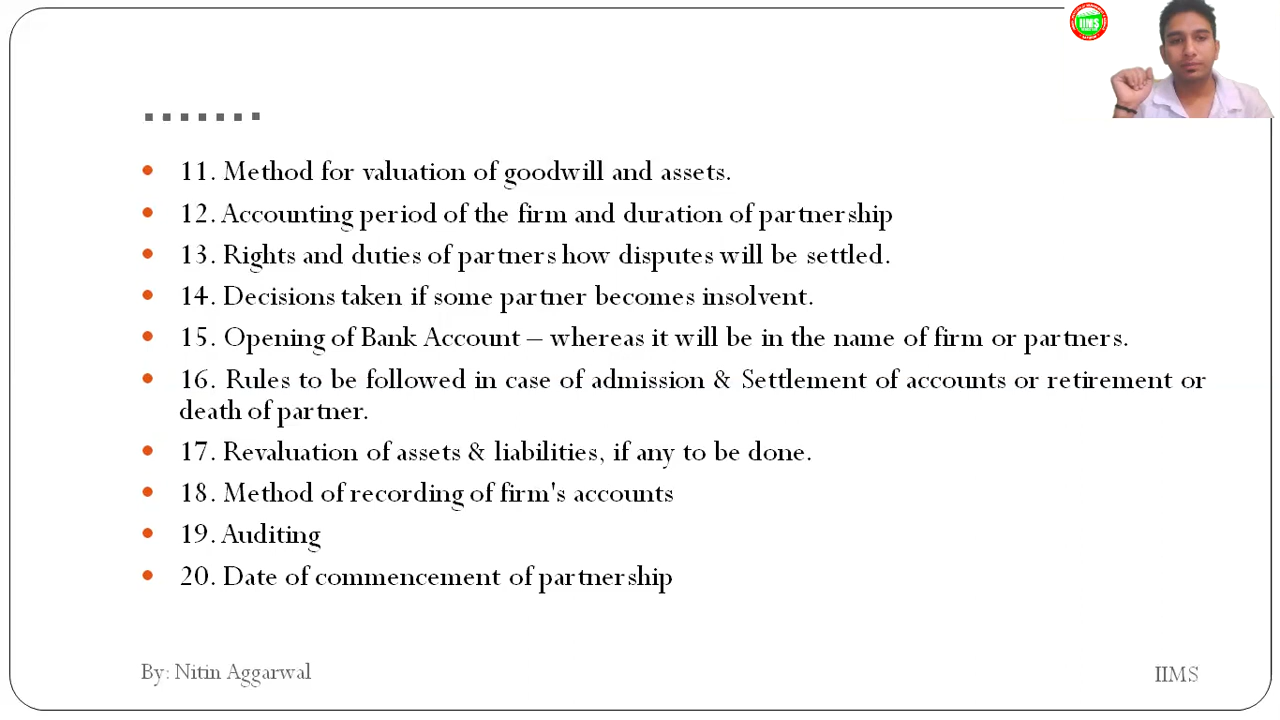 IIMS
.......
• 11. Method for valuation of goodwill and assets.
• 12. Accounting period of the firm and duration of partnership
• 13. Rights and duties of partners how disputes will be settled.
• 14. Decisions taken if some partner becomes insolvent.
• 15. Opening of Bank Account – whereas it will be in the name of firm or partners.
• 16. Rules to be followed in case of admission & Settlement of accounts or retirement or
death of partner.
• 17. Revaluation of assets & liabilities, if any to be done.
• 18. Method of recording of firm's accounts
• 19. Auditing
• 20. Date of commencement of partnership
By: Nitin Aggarwal
IIMS